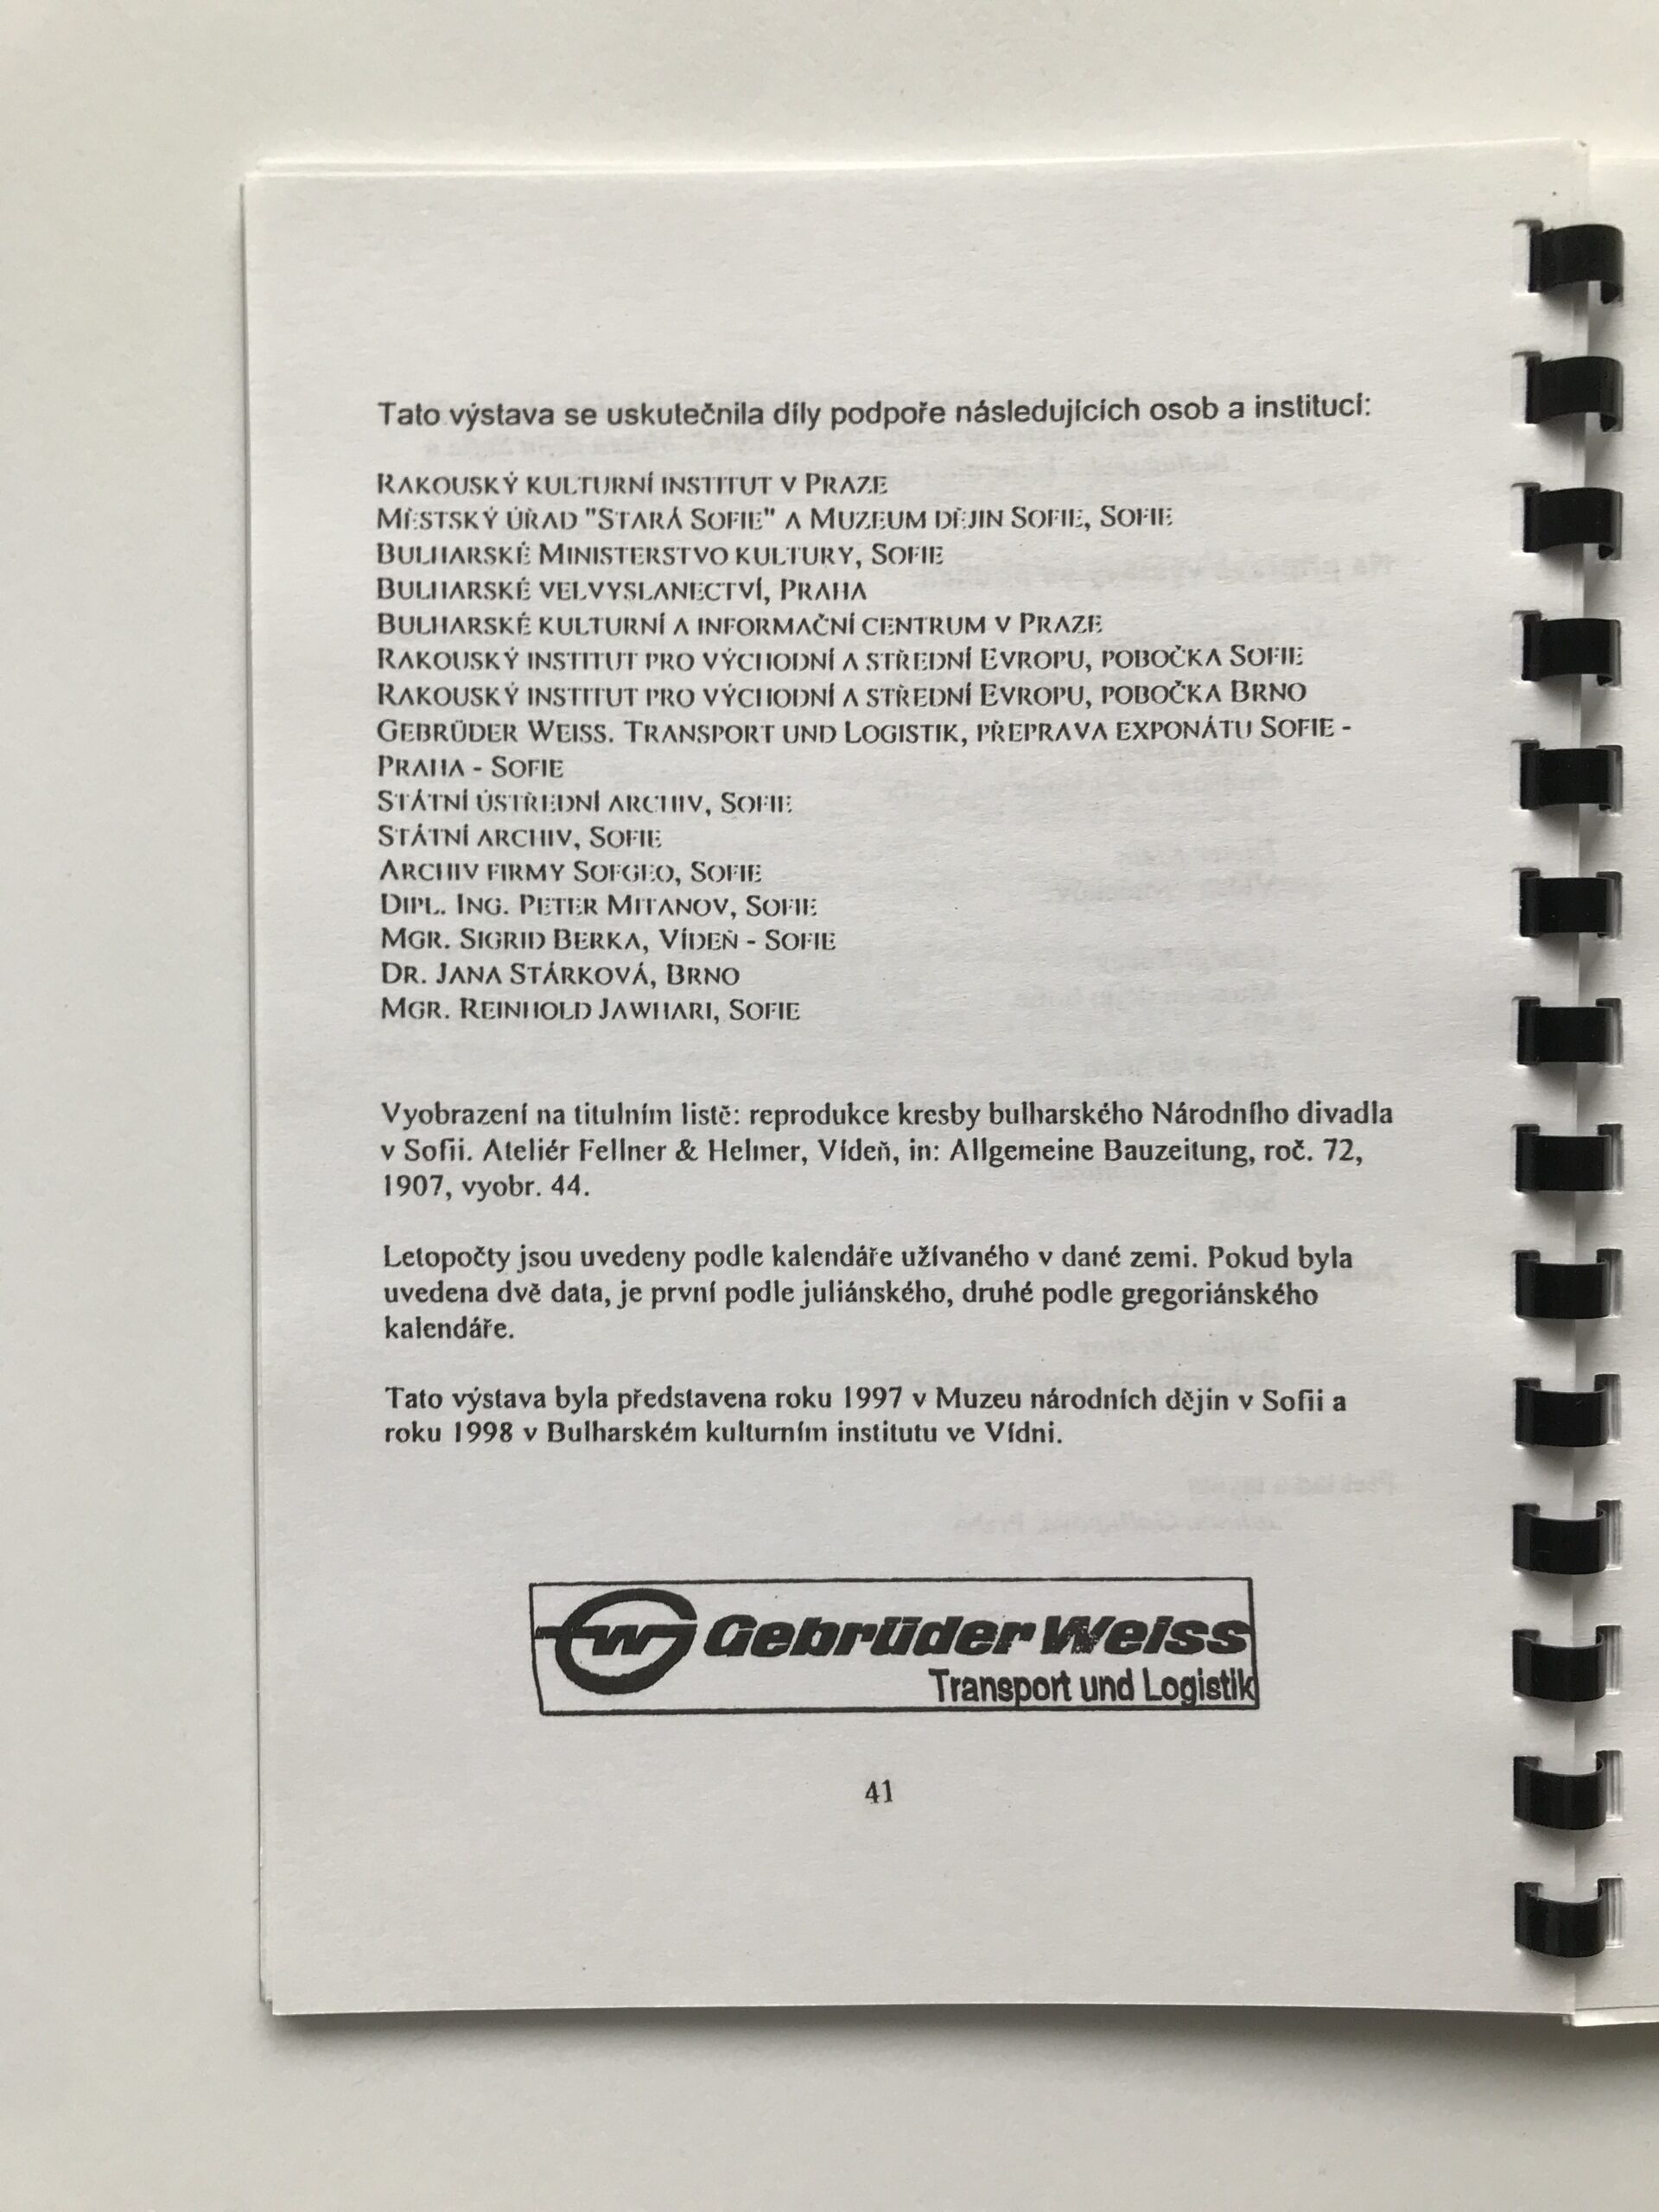 Tato výstava se uskutečnila díly podpoře následujících osob a institucí:
RAKOUSKÝ KULTURNÍ INSTITUT V PRAZE
MĚSTSKÝ ÚŘAD "STARÁ SOFIE" A MUZEUM DĚJIN SOFIE, SOFIE
BULHARSKÉ MINISTERSTVO KULTURY, SOFIE
BULHARSKÉ VELVYSLANECTVÍ, PRAHA
BULHARSKÉ KULTURNÍ A INFORMAČNÍ CENTRUM V PRAZE
RAKOUSKÝ INSTITUT PRO VÝCHODNÍ A STŘEDNÍ EVROPU, POBOČKA SOFIE
RAKOUSKÝ INSTITUT PRO VÝCHODNÍ A STŘEDNÍ EVROPU, POBOČKA BRNO
GEBRÜDER WEISS. TRANSPORT UND LOGISTIK, PŘEPRAVA EXPONÁTU SOFIE -
PRAHA - SOFIE
STÁTNÍ ÚSTŘEDNÍ ARCHIV, SOFIE
STÁTNÍ ARCHIV, SOFIE
ARCHIV FIRMY SOFGEO, SOFIE
DIPL. ING. PETER MITANOV, SOFIE
MGR. SIGRID BERKA, VÍDEŇ - SOFIE
DR. JANA STÁRKOVÁ, BRNO
MGR. REINHOLD JAWHARI, SOFIE
Vyobrazení na titulním listě: reprodukce kresby bulharského Národního divadla
v Sofii. Ateliér Fellner & Helmer, Vídeň, in: Allgemeine Bauzeitung, roč. 72,
1907, vyobr. 44.
Letopočty jsou uvedeny podle kalendáře užívaného v dané zemi. Pokud byla
uvedena dvě data, je první podle juliánského, druhé podle gregoriánského
kalendáře.
Tato výstava byla představena roku 1997 v Muzeu národních dějin v Sofii a
roku 1998 v Bulharském kulturním institutu ve Vídni.
GW Gebrüder Weiss
Transport und Logistik
41